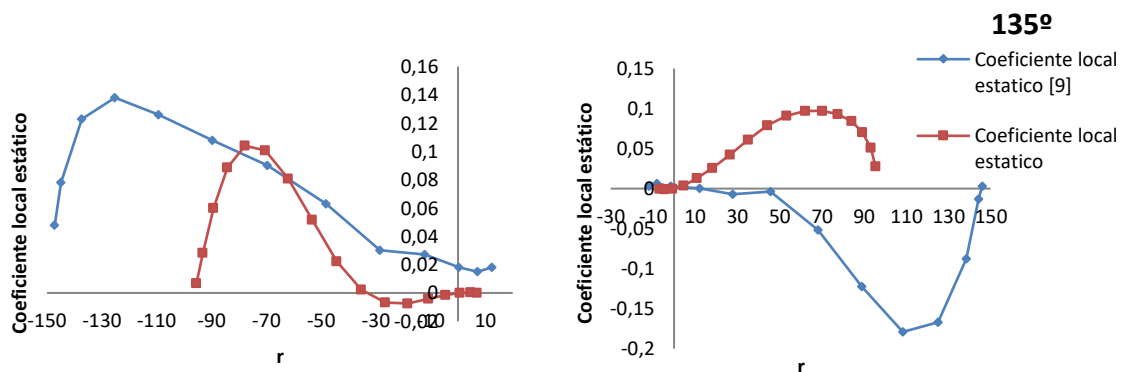 135º
0,16
0,14
0,12
0,1
0,08
0,06
0,04
0,02
0
-0,02
-150 -130 -110 -90 -70 -50 -30 -10 10
Coeficiente local estático
r
0,15
0,1
0,05
0
-0,05
-0,1
-0,15
-0,2
-30 -10 10 30 50 70 90 110 130 150
Coeficiente local estático
r
Coeficiente local
estatico [9]
Coeficiente local
estatico